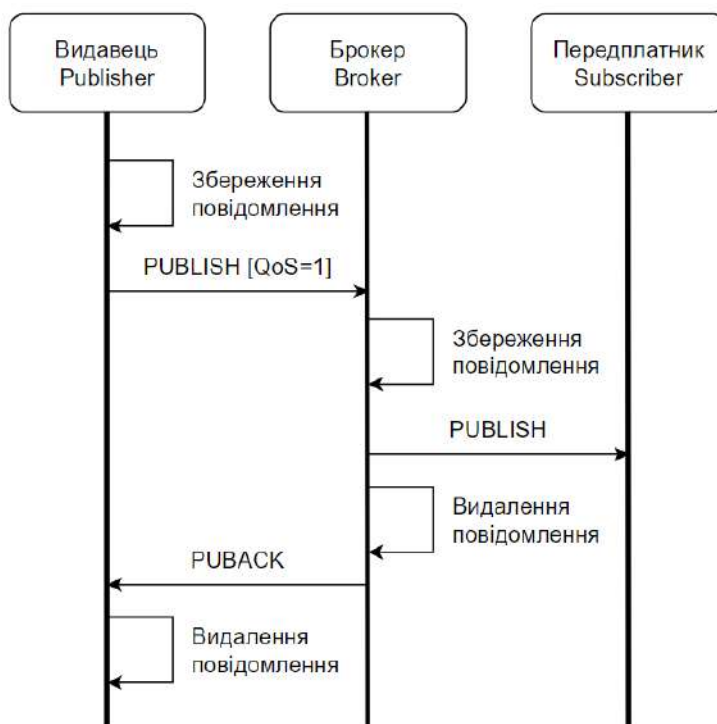 Видавець
Publisher
Брокер
Broker
Передплатник
Subscriber
Збереження
повідомлення
PUBLISH [QoS=1]
Збереження
повідомлення
PUBLISH
Видалення
повідомлення
PUBACK
Видалення
повідомлення